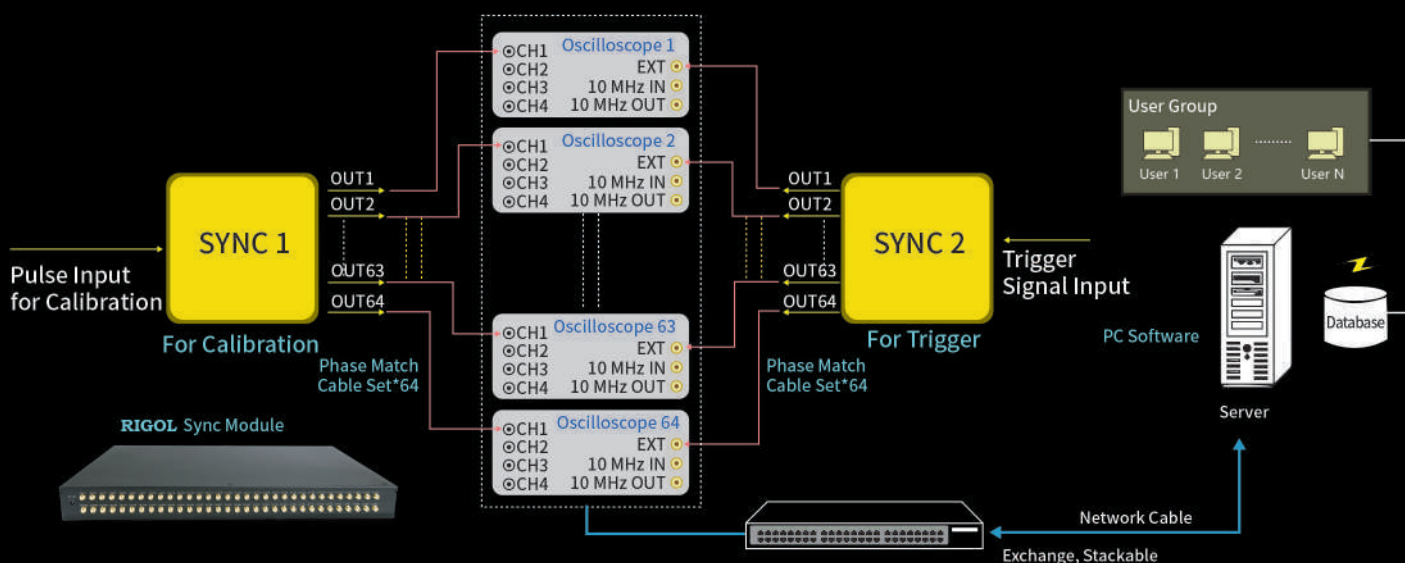 Oscilloscope 1
CH1
EXT
CH2
10 MHz IN
CH3
10 MHz OUT
CH4
Oscilloscope 2
CH1
EXT
CH2
10 MHz IN
CH3
10 MHz OUT
CH4
User Group
User 1
User 2
User N
OUT1
OUT2
OUT63
OUT64
SYNC 1
Pulse Input
for Calibration
For Calibration
Phase Match
Cable Set*64
OUT1
OUT2
OUT63
OUT64
SYNC 2
Trigger
Signal Input
For Trigger
Phase Match
Cable Set*64
PC Software
Database
Server
Oscilloscope 63
CH1
EXT
CH2
10 MHz IN
CH3
10 MHz OUT
CH4
Oscilloscope 64
CH1
EXT
CH2
10 MHz IN
CH3
10 MHz OUT
CH4
RIGOL Sync Module
Network Cable
Exchange, Stackable